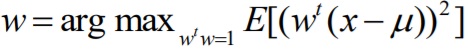 w = arg max_{w^t w=1} E[(w^t (x − μ))^2]